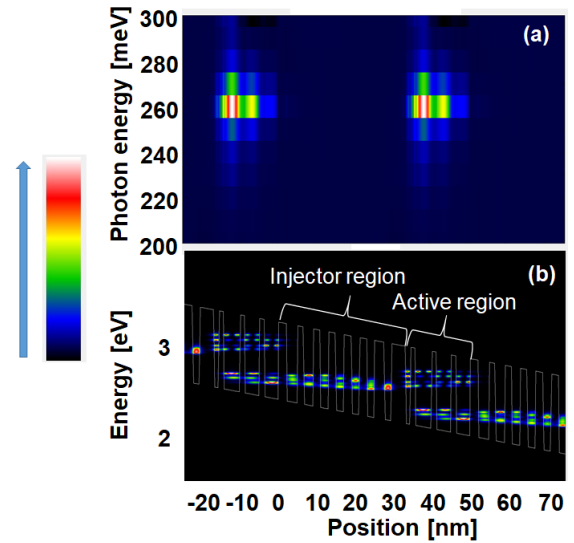 (a)
Photon energy [meV]
300
280
260
240
220
200
(b)
Injector region
Active region
Energy [eV]
3
2
-20 -10 0 10 20 30 40 50 60 70
Position [nm]